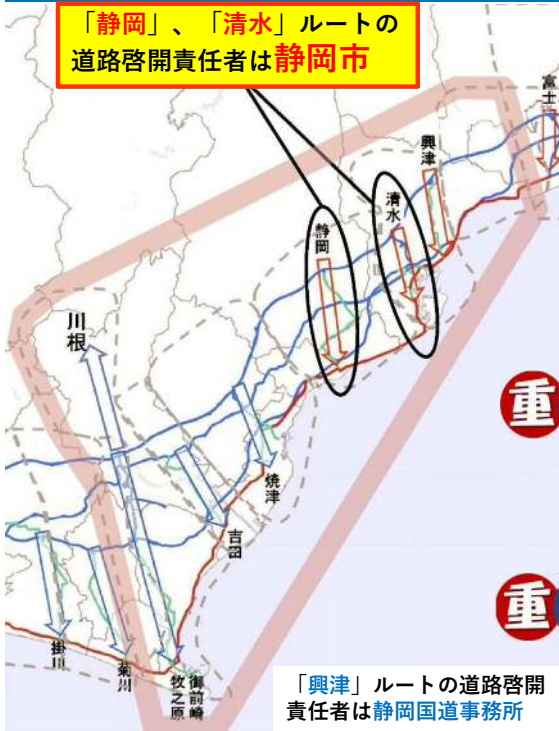 「静岡」、「清水」ルートの
道路啓開責任者は静岡市
富士
興津
清水
静岡
川根
重
焼津
吉田
重
掛川
菊川
御前崎
牧之原
「興津」ルートの道路啓開
責任者は静岡国道事務所